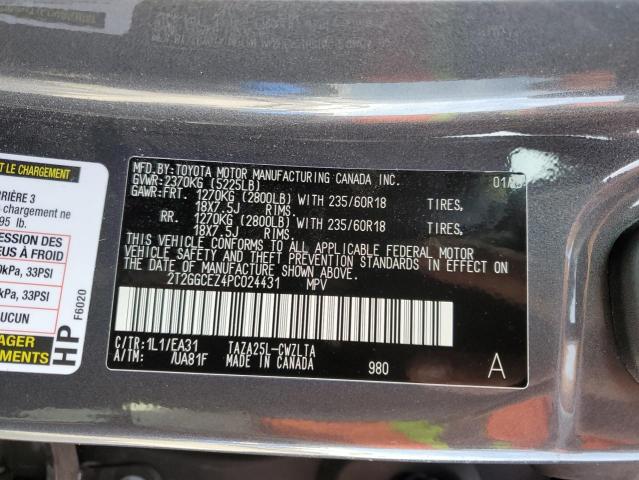 LE CHARGEMENT
RIÈRE 3
chargement ne
95 lb.
ESSION DES
EUS À FROID
kPa, 33PSI
kPa, 33PSI
UCUN
AGER
HP
F6020
MFD.BY:TOYOTA MOTOR MANUFACTURING CANADA INC.
GVWR:2370KG (5225LB)
GAWR:FRT. 1270KG (2800LB) WITH 235/60R18 TIRES,
18X7.5J RIMS,
RR. 1270KG (2800LB) WITH 235/60R18 TIRES,
18X7.5J RIMS,
THIS VEHICLE CONFORMS TO ALL APPLICABLE FEDERAL MOTOR
VEHICLE SAFETY AND THEFT PREVENTION STANDARDS IN EFFECT ON
THE DATE OF MANUFACTURE SHOWN ABOVE.
2T2GGCEZ4PC024431 MPV
C/TR:1L1/EA31 TAZA25L-CWZLTA
A/TM: /UA81F MADE IN CANADA 980 A